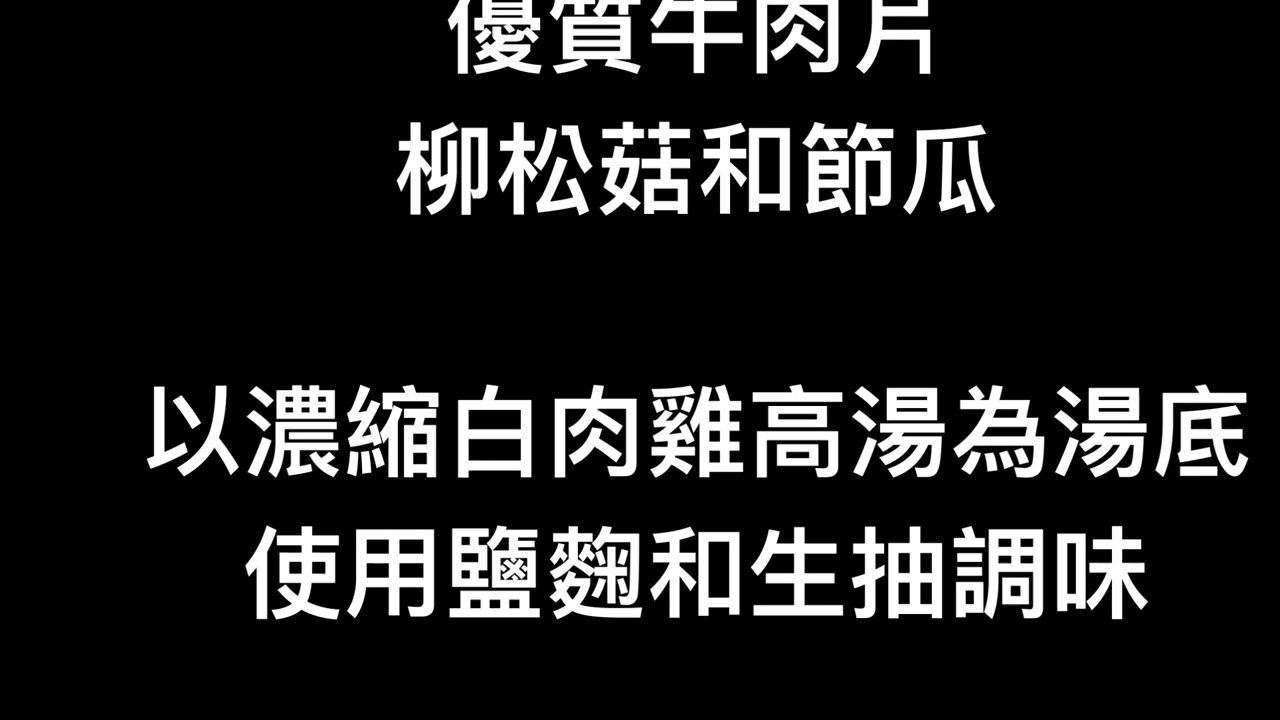 優質牛肉片
柳松菇和節瓜
以濃縮白肉雞高湯為湯底
使用鹽麴和生抽調味